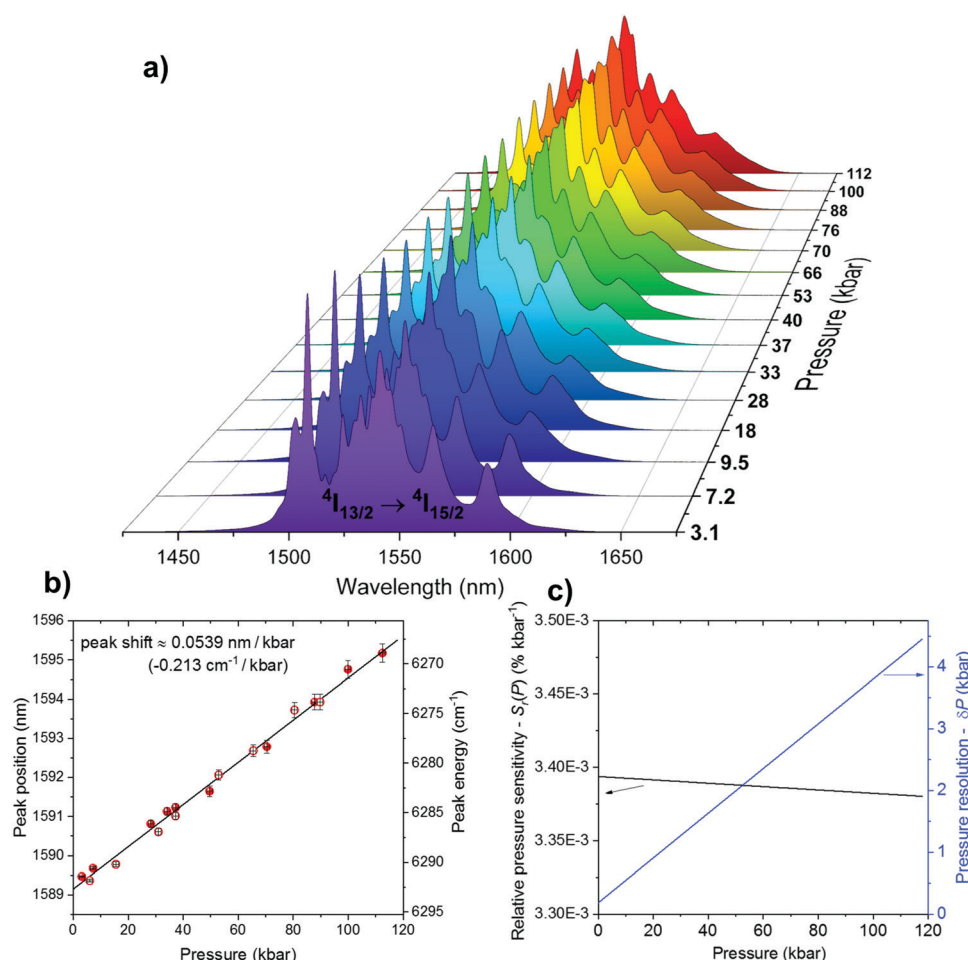 a)
112
100
88
76
70
66
53
40
37
33
28
18
9.5
7.2
3.1
Pressure (kbar)
⁴I₁₃/₂ → ⁴I₁₅/₂
1450 1500 1550 1600 1650
Wavelength (nm)
b)
peak shift ≈ 0.0539 nm / kbar
(-0.213 cm⁻¹ / kbar)
1596
1595
1594
1593
1592
1591
1590
1589
Peak position (nm)
6270
6275
6280
6285
6290
6295
Peak energy (cm⁻¹)
0 20 40 60 80 100 120
Pressure (kbar)
c)
3.50E-3
3.45E-3
3.40E-3
3.35E-3
3.30E-3
Relative pressure sensitivity - Sᵣ(P) (% kbar⁻¹)
4
3
2
1
0
Pressure resolution - δP (kbar)
0 20 40 60 80 100 120
Pressure (kbar)